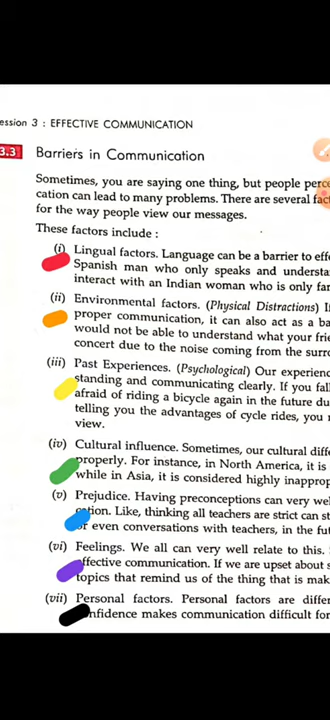 ession 3 : EFFECTIVE COMMUNICATION
3.3 Barriers in Communication
Sometimes, you are saying one thing, but people perce
cation can lead to many problems. There are several fac
for the way people view our messages.
These factors include :
(i) Lingual factors. Language can be a barrier to effe
Spanish man who only speaks and understa
interact with an Indian woman who is only far
(ii) Environmental factors. (Physical Distractions) If
proper communication, it can also act as a ba
would not be able to understand what your frie
concert due to the noise coming from the surro
(iii) Past Experiences. (Psychological) Our experienc
standing and communicating clearly. If you fall
afraid of riding a bicycle again in the future du
telling you the advantages of cycle rides, you r
view.
(iv) Cultural influence. Sometimes, our cultural diffe
properly. For instance, in North America, it is
while in Asia, it is considered highly inapprop
(v) Prejudice. Having preconceptions can very wel
cation. Like, thinking all teachers are strict can st
or even conversations with teachers, in the fut
(vi) Feelings. We all can very well relate to this.
effective communication. If we are upset about s
topics that remind us of the thing that is mak
(vii) Personal factors. Personal factors are differ
nfidence makes communication difficult for